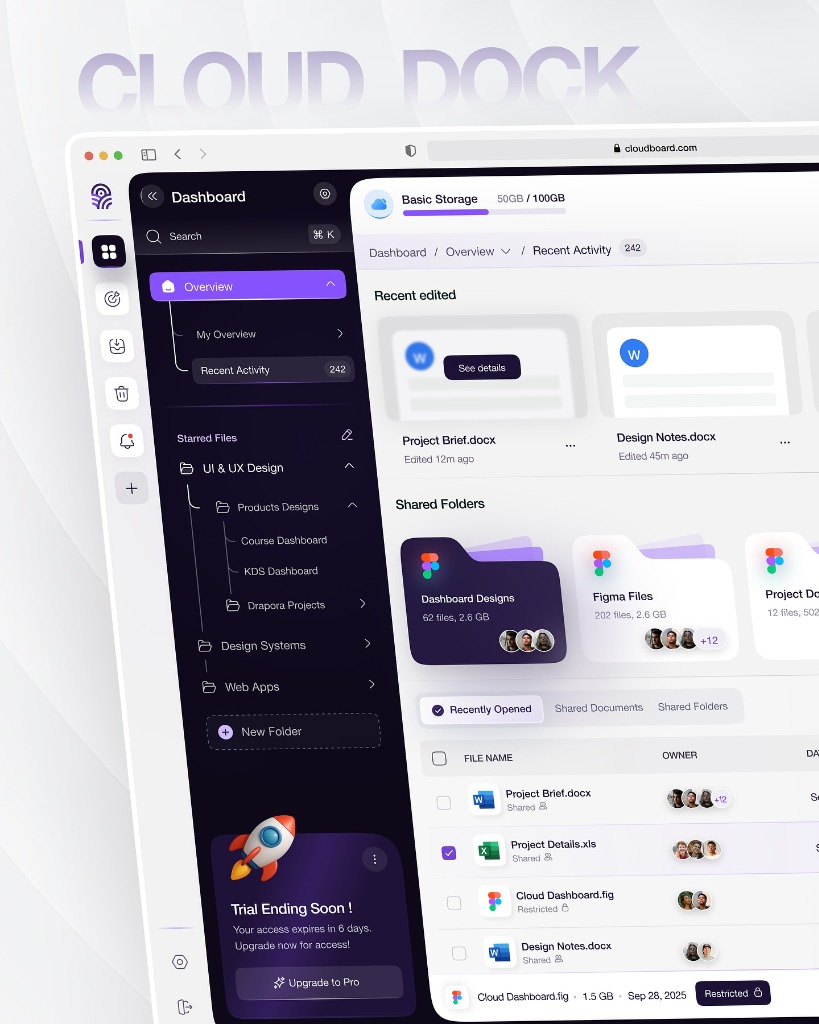 CLOUD DOCK
cloudboard.com
Dashboard
Search
⌘ K
Overview
My Overview
Recent Activity 242
Starred Files
UI & UX Design
Products Designs
Course Dashboard
KDS Dashboard
Drapora Projects
Design Systems
Web Apps
New Folder
Trial Ending Soon !
Your access expires in 6 days.
Upgrade now for access!
Upgrade to Pro
Basic Storage 50GB / 100GB
Dashboard / Overview / Recent Activity 242
Recent edited
W
See details
Project Brief.docx ...
Edited 12m ago
W
Design Notes.docx ...
Edited 45m ago
Shared Folders
Dashboard Designs
62 files, 2.6 GB
Figma Files
202 files, 2.6 GB
+12
Project Do
12 files, 502
Recently Opened Shared Documents Shared Folders
FILE NAME OWNER DA
W Project Brief.docx +12
Shared
X Project Details.xls
Shared
Cloud Dashboard.fig
Restricted
W Design Notes.docx
Shared
Cloud Dashboard.fig · 1.5 GB · Sep 28, 2025 Restricted